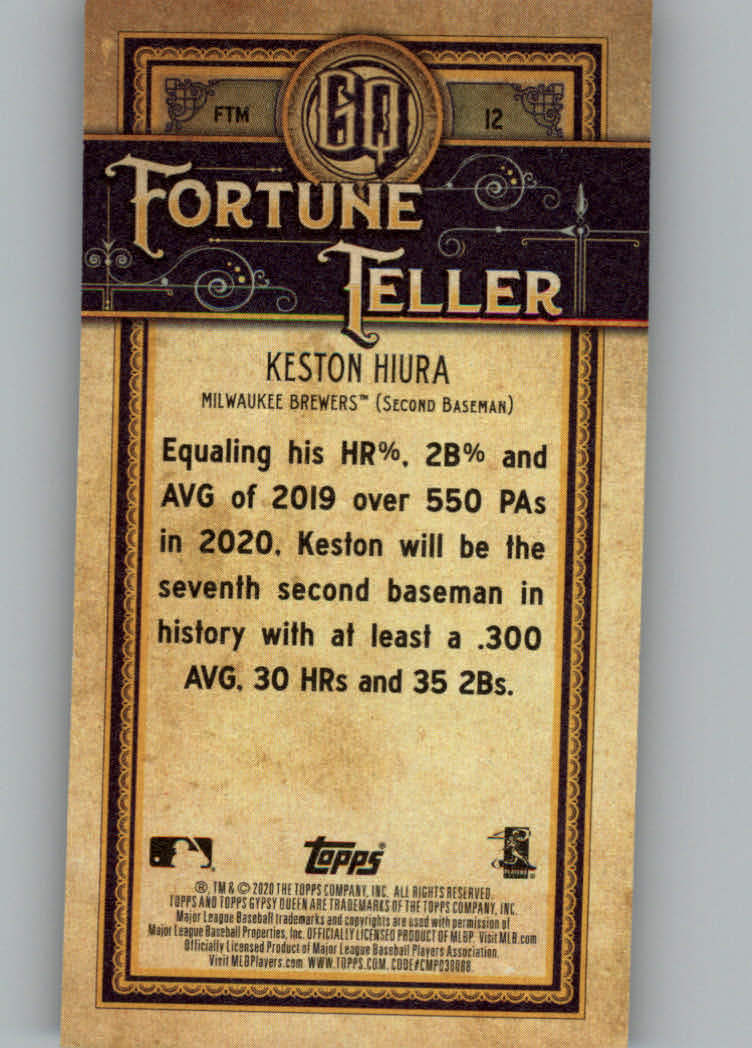 FTM GQ 12
FORTUNE
TELLER
KESTON HIURA
MILWAUKEE BREWERS™ (SECOND BASEMAN)
Equaling his HR%, 2B% and
AVG of 2019 over 550 PAs
in 2020, Keston will be the
seventh second baseman in
history with at least a .300
AVG, 30 HRs and 35 2Bs.
topps®
PLAYERS
®, TM & © 2020 THE TOPPS COMPANY, INC. ALL RIGHTS RESERVED.
TOPPS AND TOPPS GYPSY QUEEN ARE TRADEMARKS OF THE TOPPS COMPANY, INC.
Major League Baseball trademarks and copyrights are used with permission of
Major League Baseball Properties, Inc. OFFICIALLY LICENSED PRODUCT OF MLBP. Visit MLB.com
Officially Licensed Product of Major League Baseball Players Association.
Visit MLBPlayers.com WWW.TOPPS.COM. CODE#CMP038088.